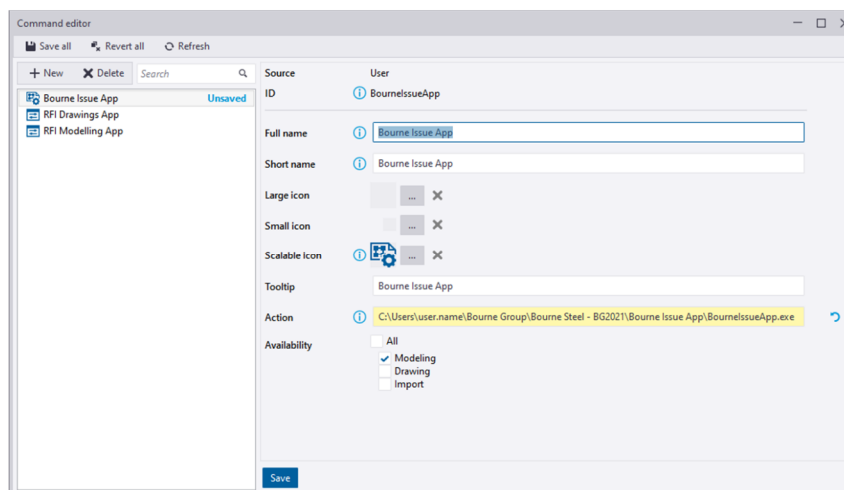 Command editor
Save all Revert all Refresh
New Delete Search
Bourne Issue App Unsaved
RFI Drawings App
RFI Modelling App
Source User
ID BourneIssueApp
Full name Bourne Issue App
Short name Bourne Issue App
Large icon ...
Small icon ...
Scalable icon ...
Tooltip Bourne Issue App
Action C:\Users\user.name\Bourne Group\Bourne Steel - BG2021\Bourne Issue App\BourneIssueApp.exe
Availability All
Modeling
Drawing
Import
Save